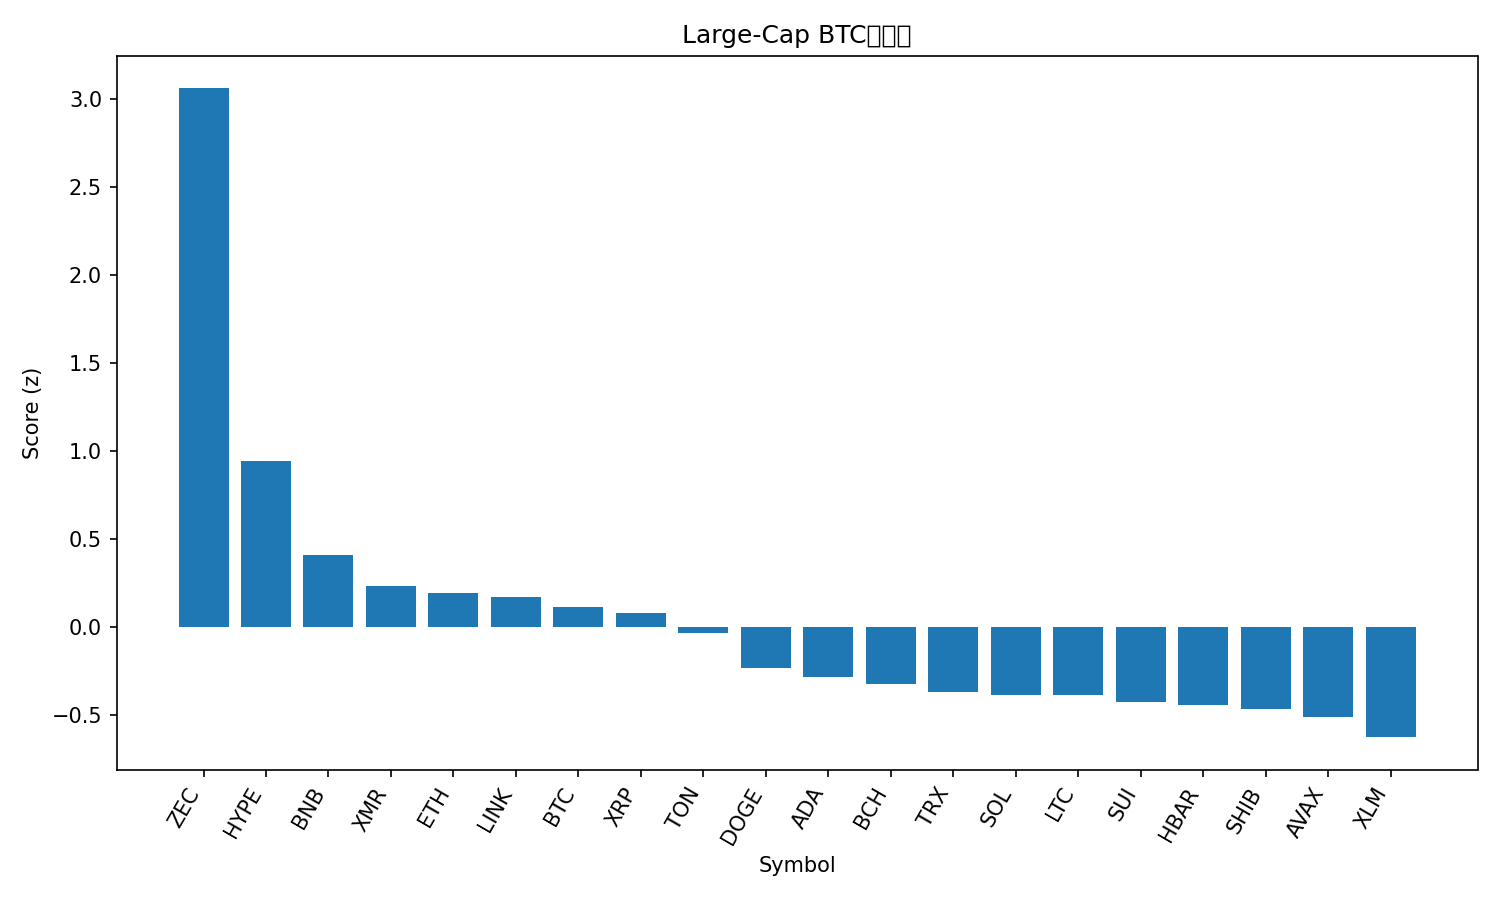 Large-Cap BTC
Score (z)
3.0
2.5
2.0
1.5
1.0
0.5
0.0
−0.5
ZEC
HYPE
BNB
XMR
ETH
LINK
BTC
XRP
TON
DOGE
ADA
BCH
TRX
SOL
LTC
SUI
HBAR
SHIB
AVAX
XLM
Symbol